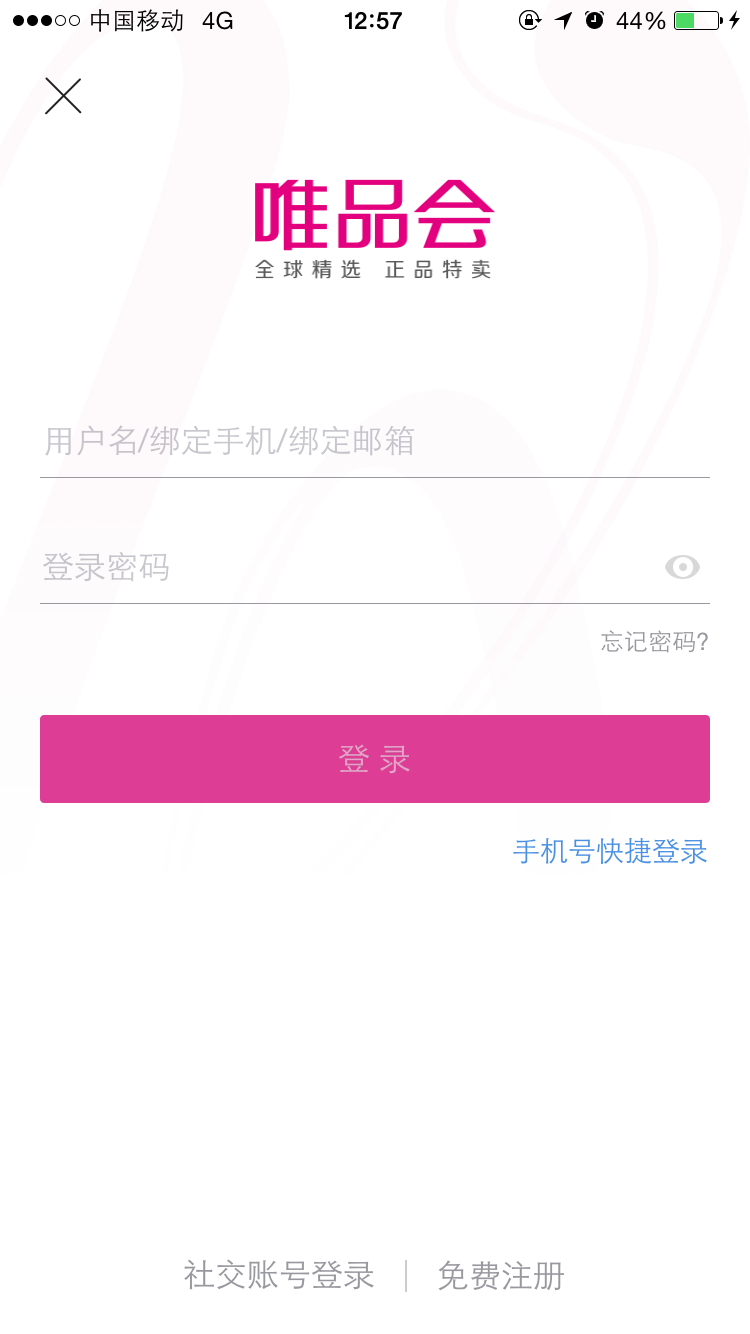 中国移动 4G 12:57 44%
唯品会
全球精选 正品特卖
用户名/绑定手机/绑定邮箱
登录密码
忘记密码?
登 录
手机号快捷登录
社交账号登录 | 免费注册